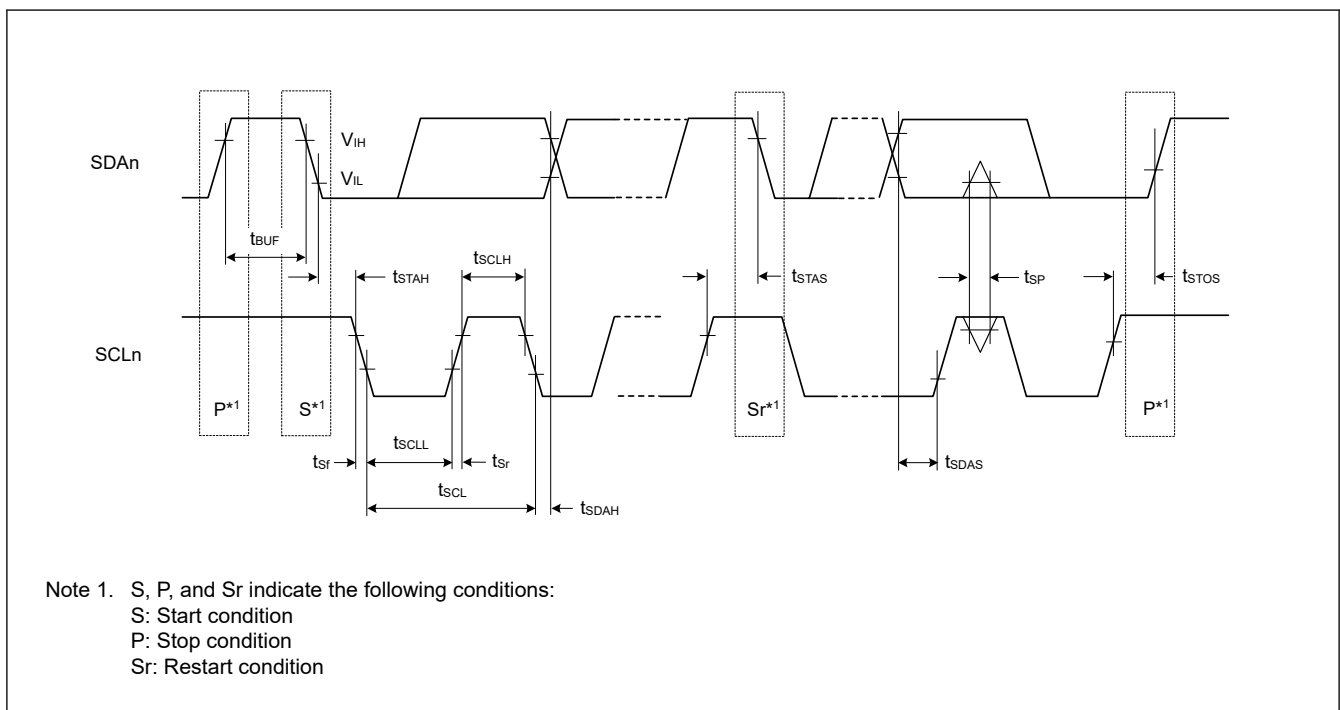 SDAn
VIH
VIL
tBUF
tSTAH
tSCLH
tSTAS
tSP
tSTOS
SCLn
P*1
S*1
Sr*1
P*1
tSf
tSCLL
tSr
tSDAS
tSCL
tSDAH
Note 1. S, P, and Sr indicate the following conditions:
S: Start condition
P: Stop condition
Sr: Restart condition